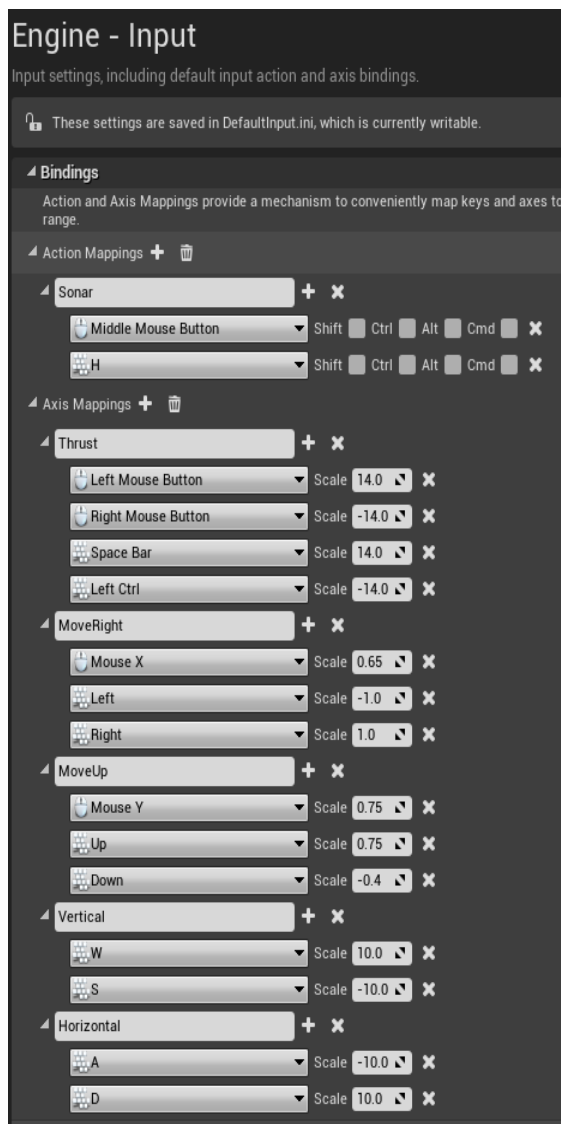 Engine - Input
Input settings, including default input action and axis bindings.
These settings are saved in DefaultInput.ini, which is currently writable.
Bindings
Action and Axis Mappings provide a mechanism to conveniently map keys and axes to
range.
Action Mappings
Sonar
Middle Mouse Button Shift Ctrl Alt Cmd
H Shift Ctrl Alt Cmd
Axis Mappings
Thrust
Left Mouse Button Scale 14.0
Right Mouse Button Scale -14.0
Space Bar Scale 14.0
Left Ctrl Scale -14.0
MoveRight
Mouse X Scale 0.65
Left Scale -1.0
Right Scale 1.0
MoveUp
Mouse Y Scale 0.75
Up Scale 0.75
Down Scale -0.4
Vertical
W Scale 10.0
S Scale -10.0
Horizontal
A Scale -10.0
D Scale 10.0